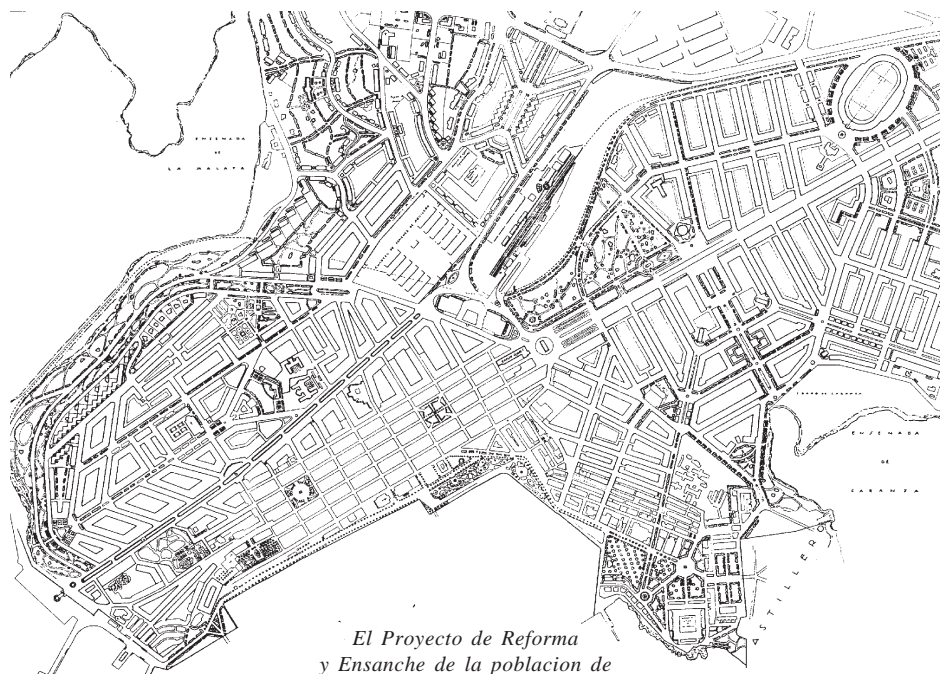 ENSENADA
DE
LA MALATA
ENSENADA
DE
CARANZA
ASTILLERO
El Proyecto de Reforma
y Ensanche de la poblacion de